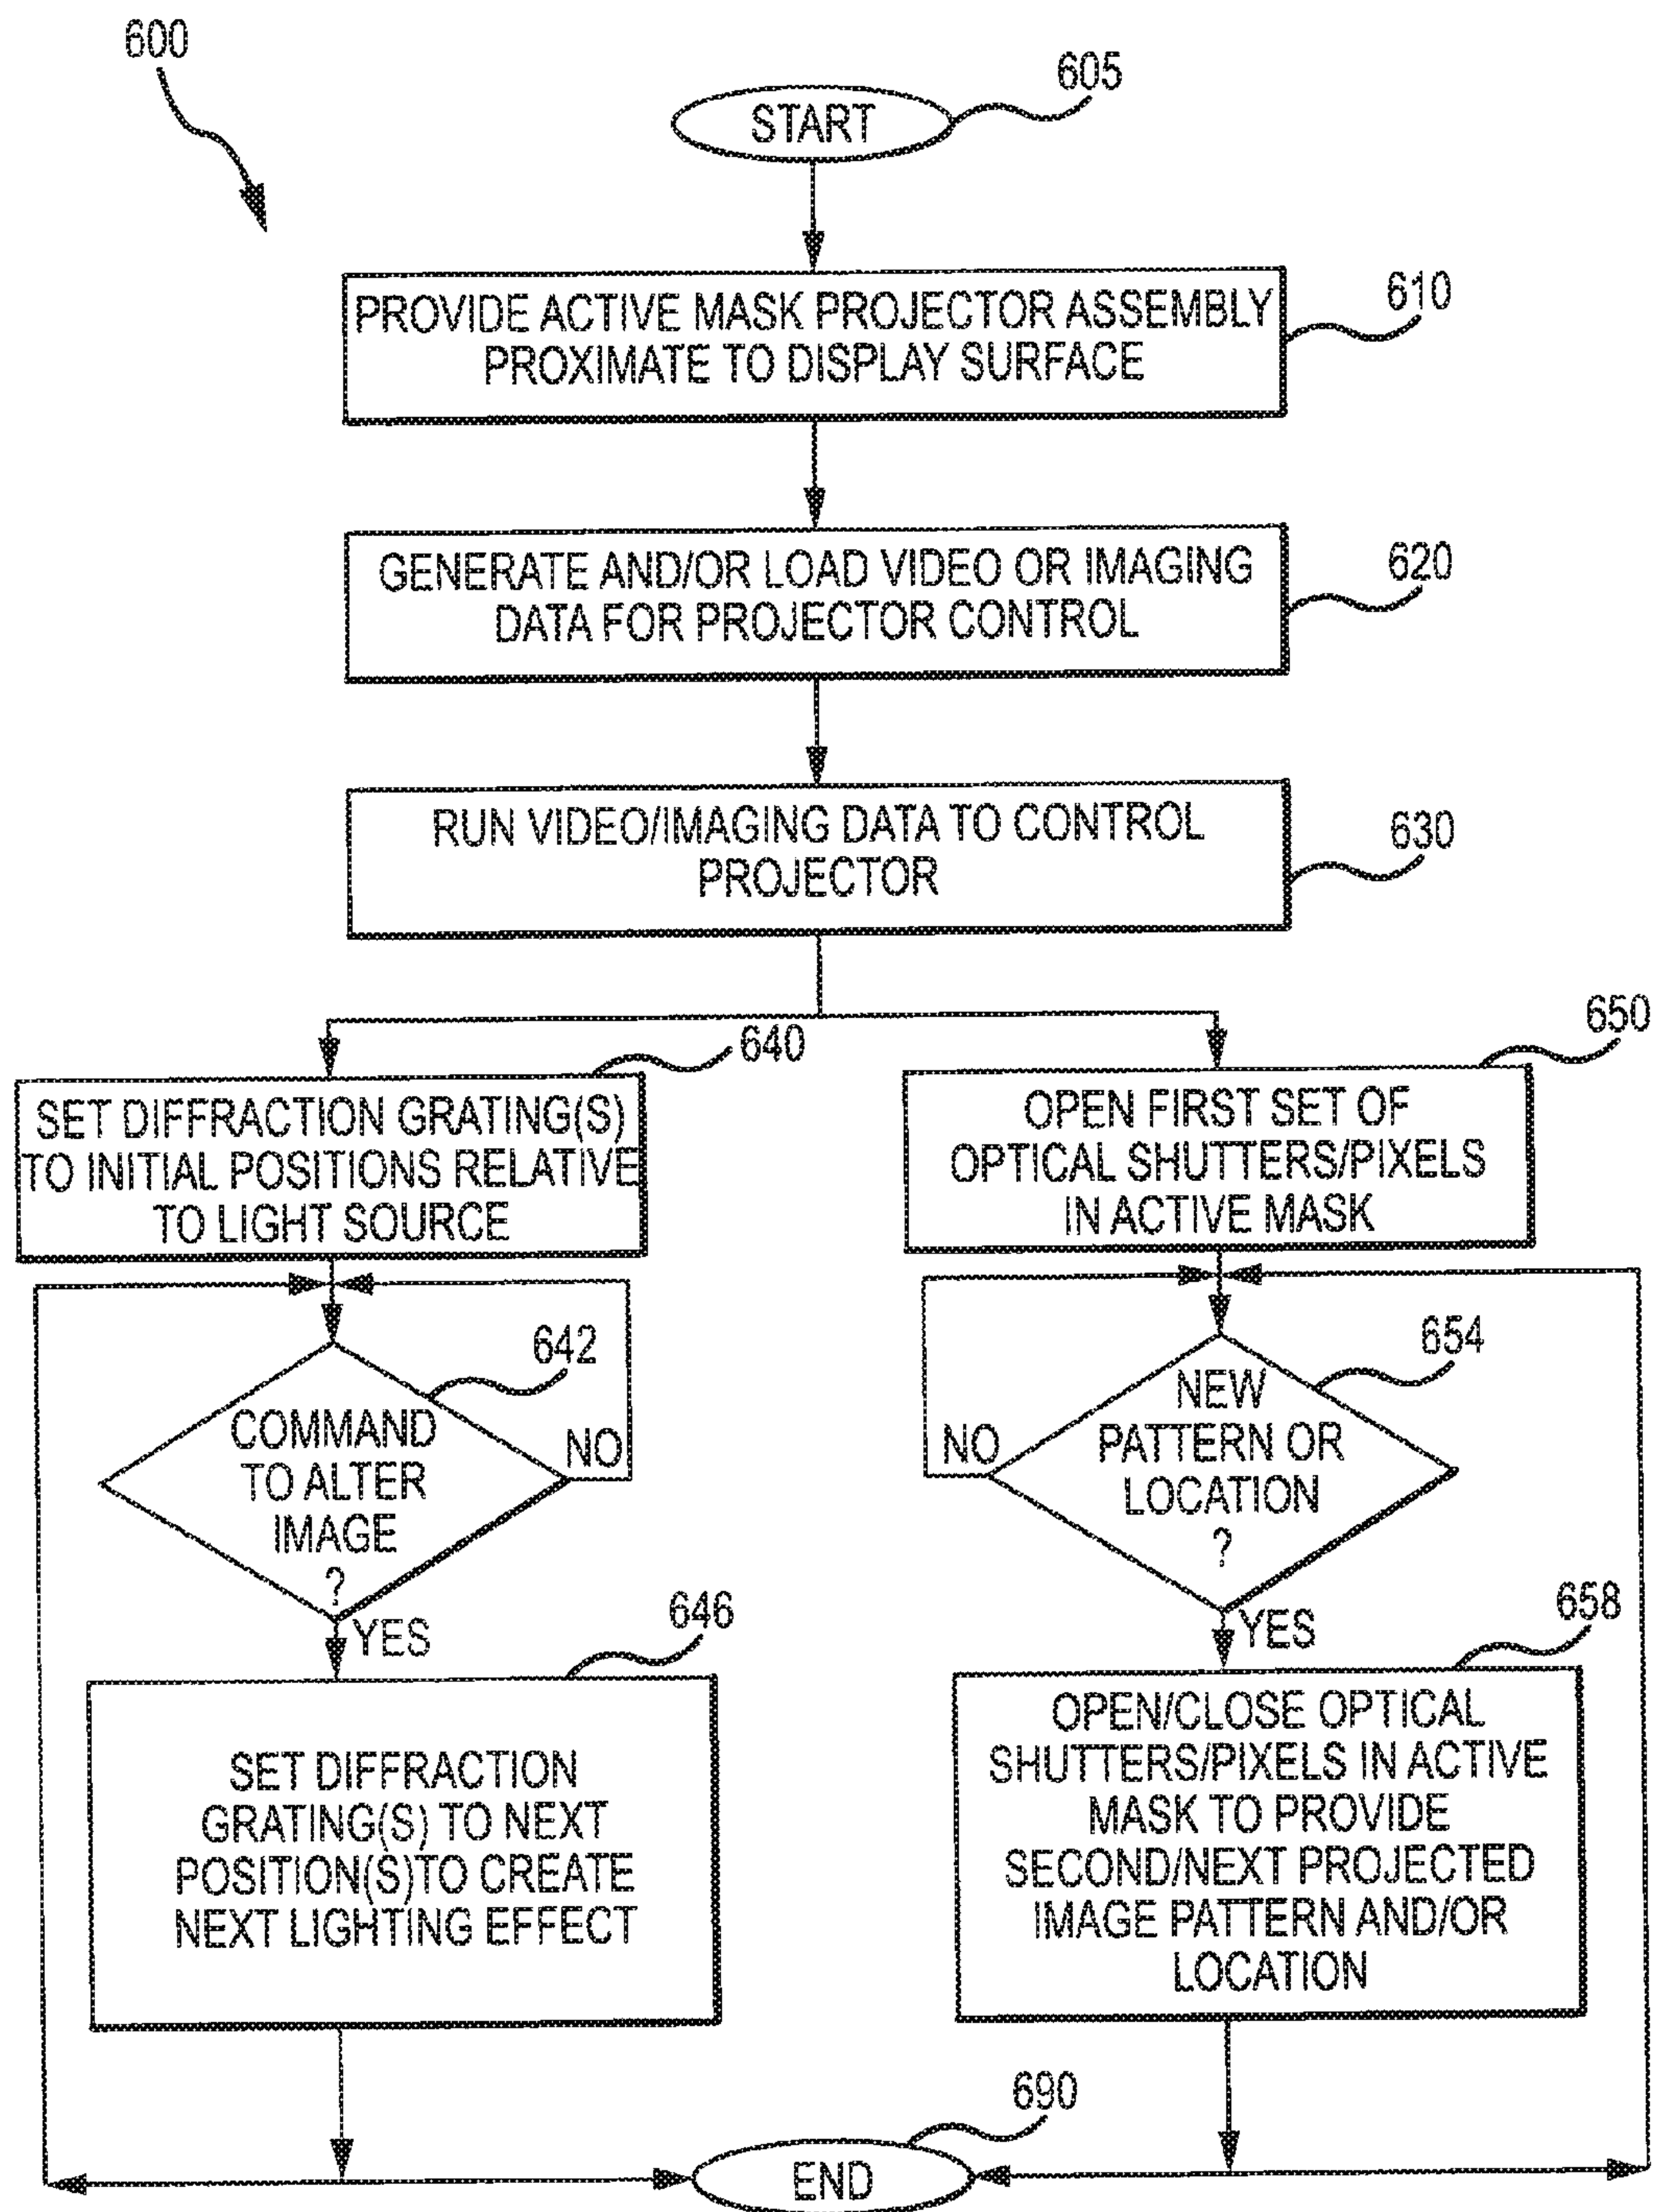 600
605
START
PROVIDE ACTIVE MASK PROJECTOR ASSEMBLY
PROXIMATE TO DISPLAY SURFACE
610
GENERATE AND/OR LOAD VIDEO OR IMAGING
DATA FOR PROJECTOR CONTROL
620
RUN VIDEO/IMAGING DATA TO CONTROL
PROJECTOR
630
640
SET DIFFRACTION GRATING(S)
TO INITIAL POSITIONS RELATIVE
TO LIGHT SOURCE
650
OPEN FIRST SET OF
OPTICAL SHUTTERS/PIXELS
IN ACTIVE MASK
642
COMMAND
TO ALTER
IMAGE
?
NO
YES
654
NEW
PATTERN OR
LOCATION
?
NO
YES
646
SET DIFFRACTION
GRATING(S) TO NEXT
POSITION(S)TO CREATE
NEXT LIGHTING EFFECT
658
OPEN/CLOSE OPTICAL
SHUTTERS/PIXELS IN ACTIVE
MASK TO PROVIDE
SECOND/NEXT PROJECTED
IMAGE PATTERN AND/OR
LOCATION
690
END